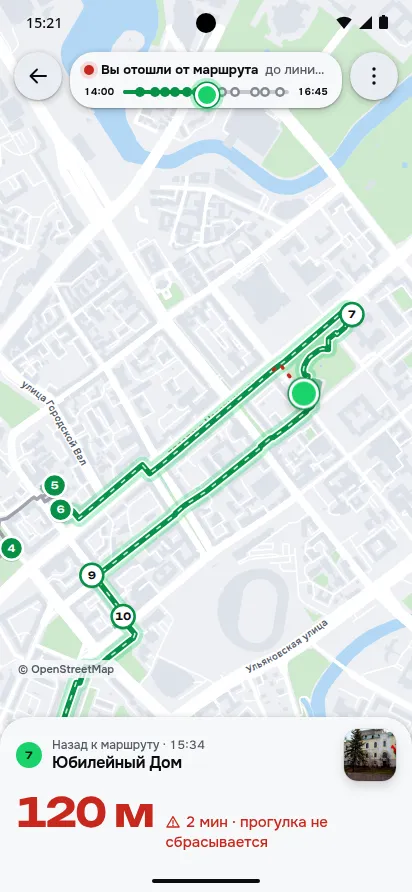 15:21
Вы отошли от маршрута до лини...
14:00 16:45
7
улица Городской Вал
5
6
4
9
10
Ульяновская улица
© OpenStreetMap
7
Назад к маршруту · 15:34
Юбилейный Дом
120 м
2 мин · прогулка не
сбрасывается